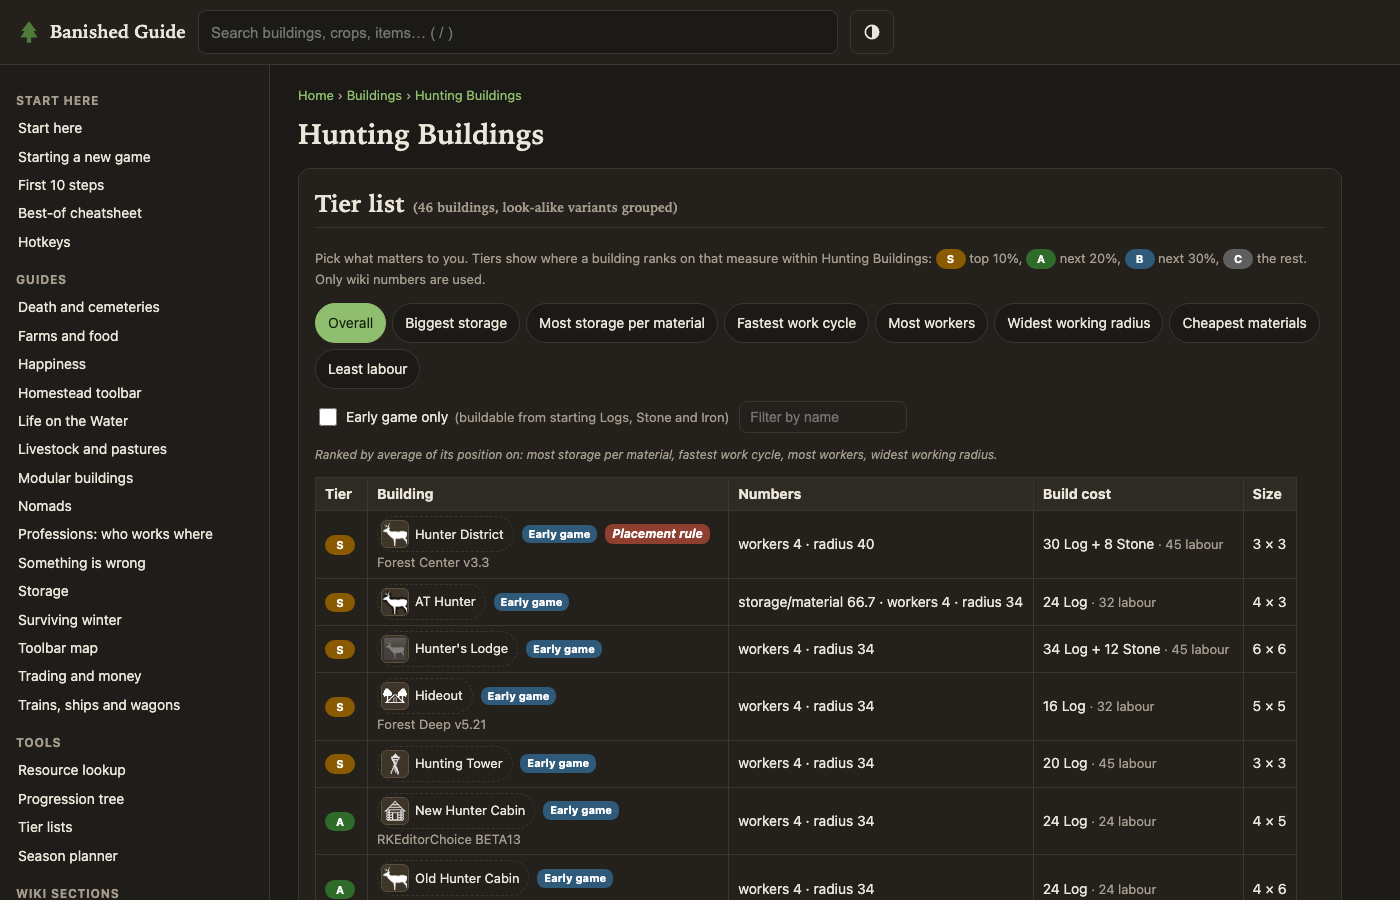 Banished Guide
Search buildings, crops, items… ( / )
START HERE
Start here
Starting a new game
First 10 steps
Best-of cheatsheet
Hotkeys
GUIDES
Death and cemeteries
Farms and food
Happiness
Homestead toolbar
Life on the Water
Livestock and pastures
Modular buildings
Nomads
Professions: who works where
Something is wrong
Storage
Surviving winter
Toolbar map
Trading and money
Trains, ships and wagons
TOOLS
Resource lookup
Progression tree
Tier lists
Season planner
WIKI SECTIONS
Home › Buildings › Hunting Buildings
Hunting Buildings
Tier list (46 buildings, look-alike variants grouped)
Pick what matters to you. Tiers show where a building ranks on that measure within Hunting Buildings: S top 10%, A next 20%, B next 30%, C the rest.
Only wiki numbers are used.
Overall Biggest storage Most storage per material Fastest work cycle Most workers Widest working radius Cheapest materials
Least labour
Early game only (buildable from starting Logs, Stone and Iron) Filter by name
Ranked by average of its position on: most storage per material, fastest work cycle, most workers, widest working radius.
Tier Building Numbers Build cost Size
S Hunter District Early game Placement rule workers 4 · radius 40 30 Log + 8 Stone · 45 labour 3 × 3
Forest Center v3.3
S AT Hunter Early game storage/material 66.7 · workers 4 · radius 34 24 Log · 32 labour 4 × 3
S Hunter's Lodge Early game workers 4 · radius 34 34 Log + 12 Stone · 45 labour 6 × 6
S Hideout Early game workers 4 · radius 34 16 Log · 32 labour 5 × 5
Forest Deep v5.21
S Hunting Tower Early game workers 4 · radius 34 20 Log · 45 labour 3 × 3
A New Hunter Cabin Early game workers 4 · radius 34 24 Log · 24 labour 4 × 5
RKEditorChoice BETA13
A Old Hunter Cabin Early game workers 4 · radius 34 24 Log · 24 labour 4 × 6